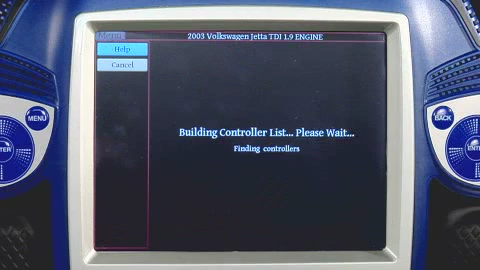 Menu
2003 Volkswagen Jetta TDI 1.9 ENGINE
Help
Cancel
Building Controller List... Please Wait...
Finding controllers
MENU
BACK
ENTER